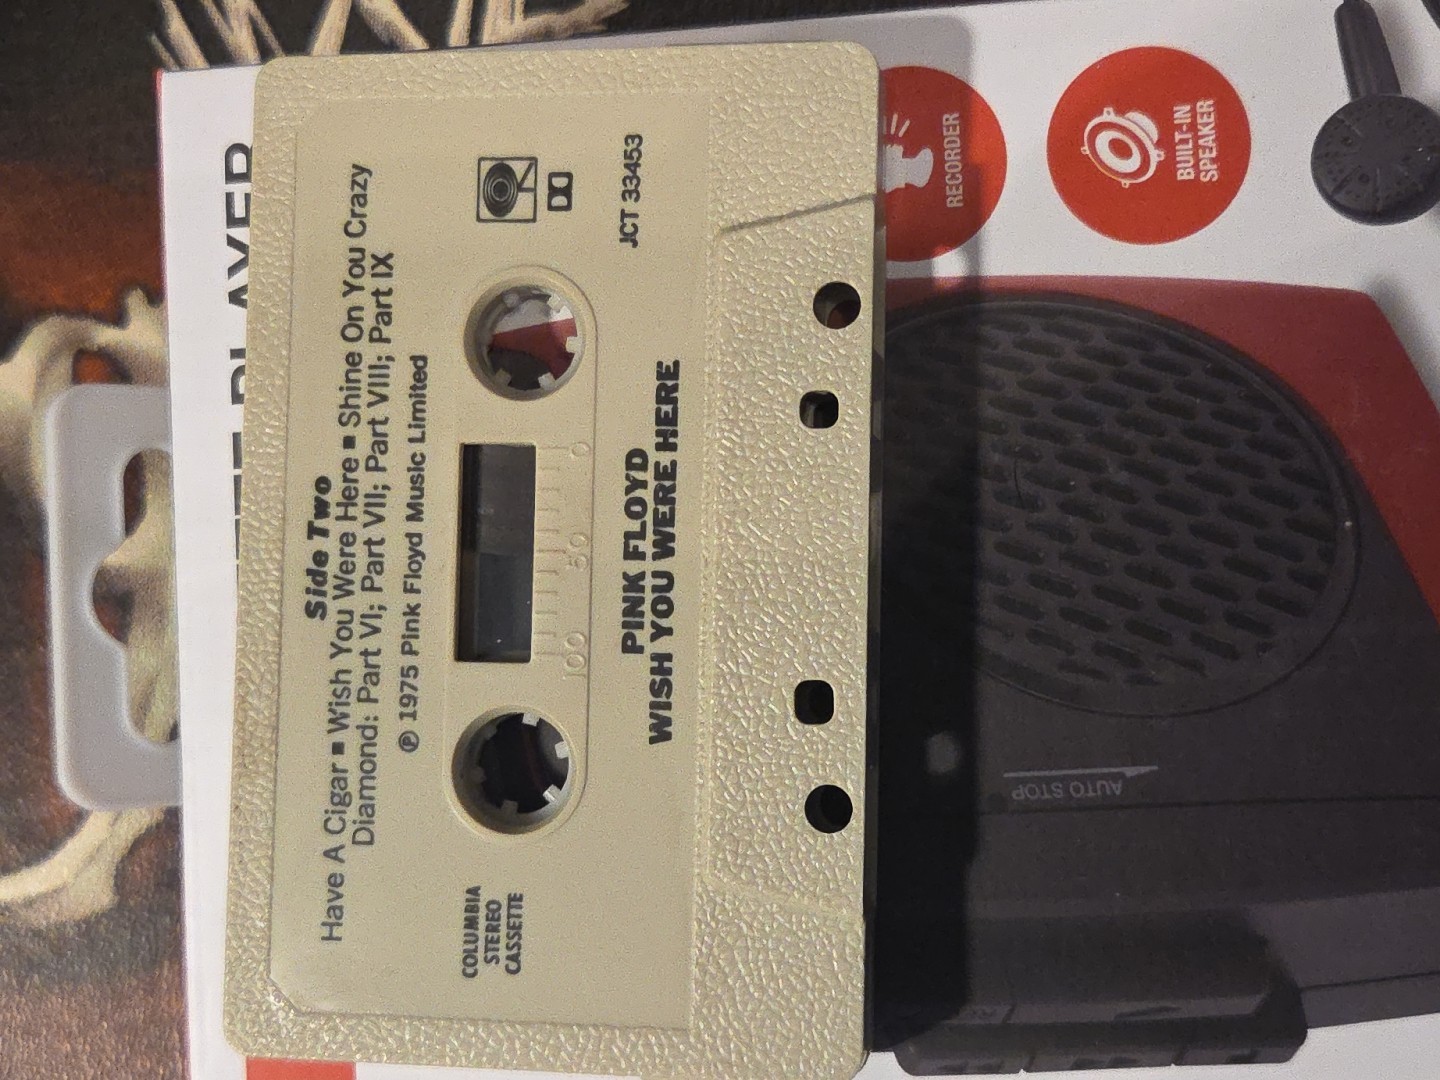 Side Two
Have A Cigar ▪ Wish You Were Here ▪ Shine On You Crazy
Diamond: Part VI; Part VII; Part VIII; Part IX
℗ 1975 Pink Floyd Music Limited
COLUMBIA
STEREO
CASSETTE
100 50 0
PINK FLOYD
WISH YOU WERE HERE
JCT 33453
RECORDER
BUILT-IN
SPEAKER
AUTO STOP